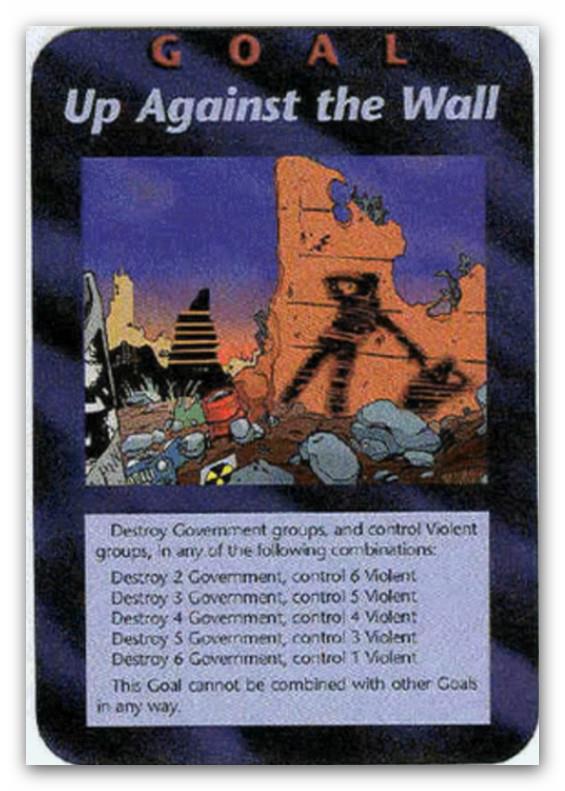 GOAL
Up Against the Wall
Destroy Government groups, and control Violent
groups, in any of the following combinations:
Destroy 2 Government, control 6 Violent
Destroy 3 Government, control 5 Violent
Destroy 4 Government, control 4 Violent
Destroy 5 Government, control 3 Violent
Destroy 6 Government, control 1 Violent
This Goal cannot be combined with other Goals
in any way.